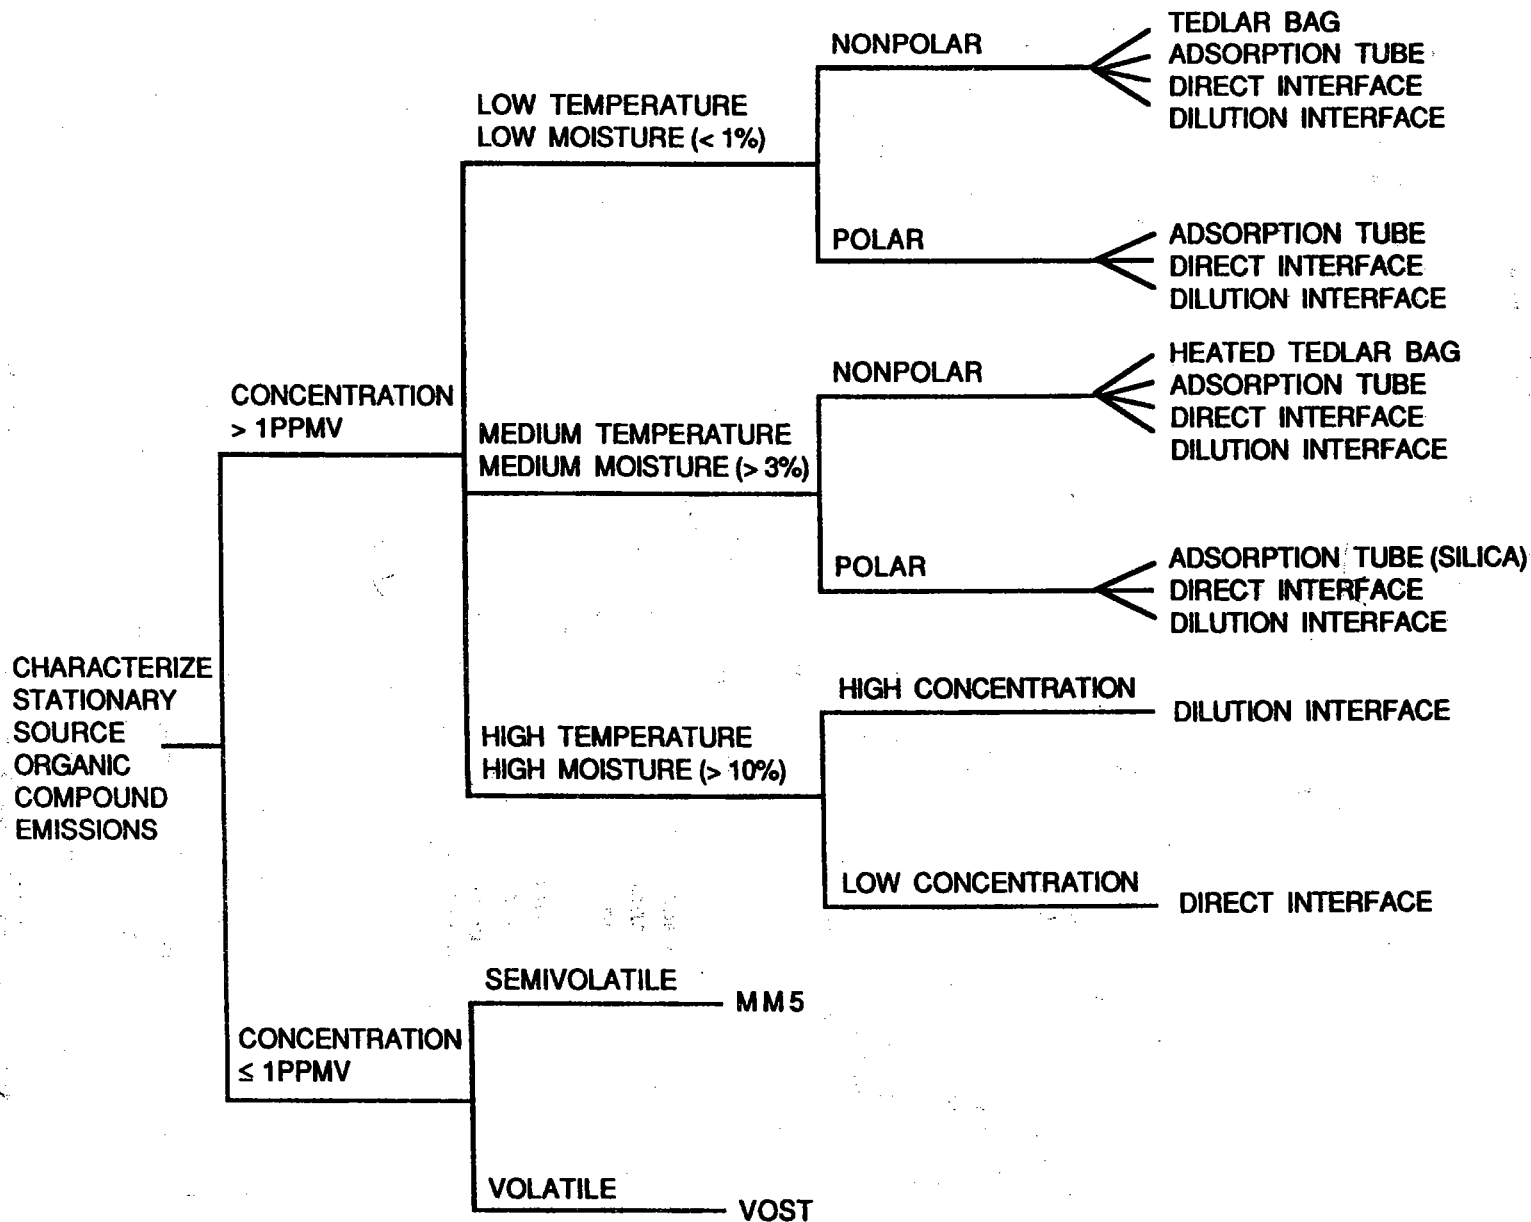 CHARACTERIZE
STATIONARY
SOURCE
ORGANIC
COMPOUND
EMISSIONS
CONCENTRATION
> 1PPMV
LOW TEMPERATURE
LOW MOISTURE (< 1%)
NONPOLAR
TEDLAR BAG
ADSORPTION TUBE
DIRECT INTERFACE
DILUTION INTERFACE
POLAR
ADSORPTION TUBE
DIRECT INTERFACE
DILUTION INTERFACE
MEDIUM TEMPERATURE
MEDIUM MOISTURE (> 3%)
NONPOLAR
HEATED TEDLAR BAG
ADSORPTION TUBE
DIRECT INTERFACE
DILUTION INTERFACE
POLAR
ADSORPTION TUBE (SILICA)
DIRECT INTERFACE
DILUTION INTERFACE
HIGH TEMPERATURE
HIGH MOISTURE (> 10%)
HIGH CONCENTRATION
DILUTION INTERFACE
LOW CONCENTRATION
DIRECT INTERFACE
CONCENTRATION
≤ 1PPMV
SEMIVOLATILE
MM5
VOLATILE
VOST